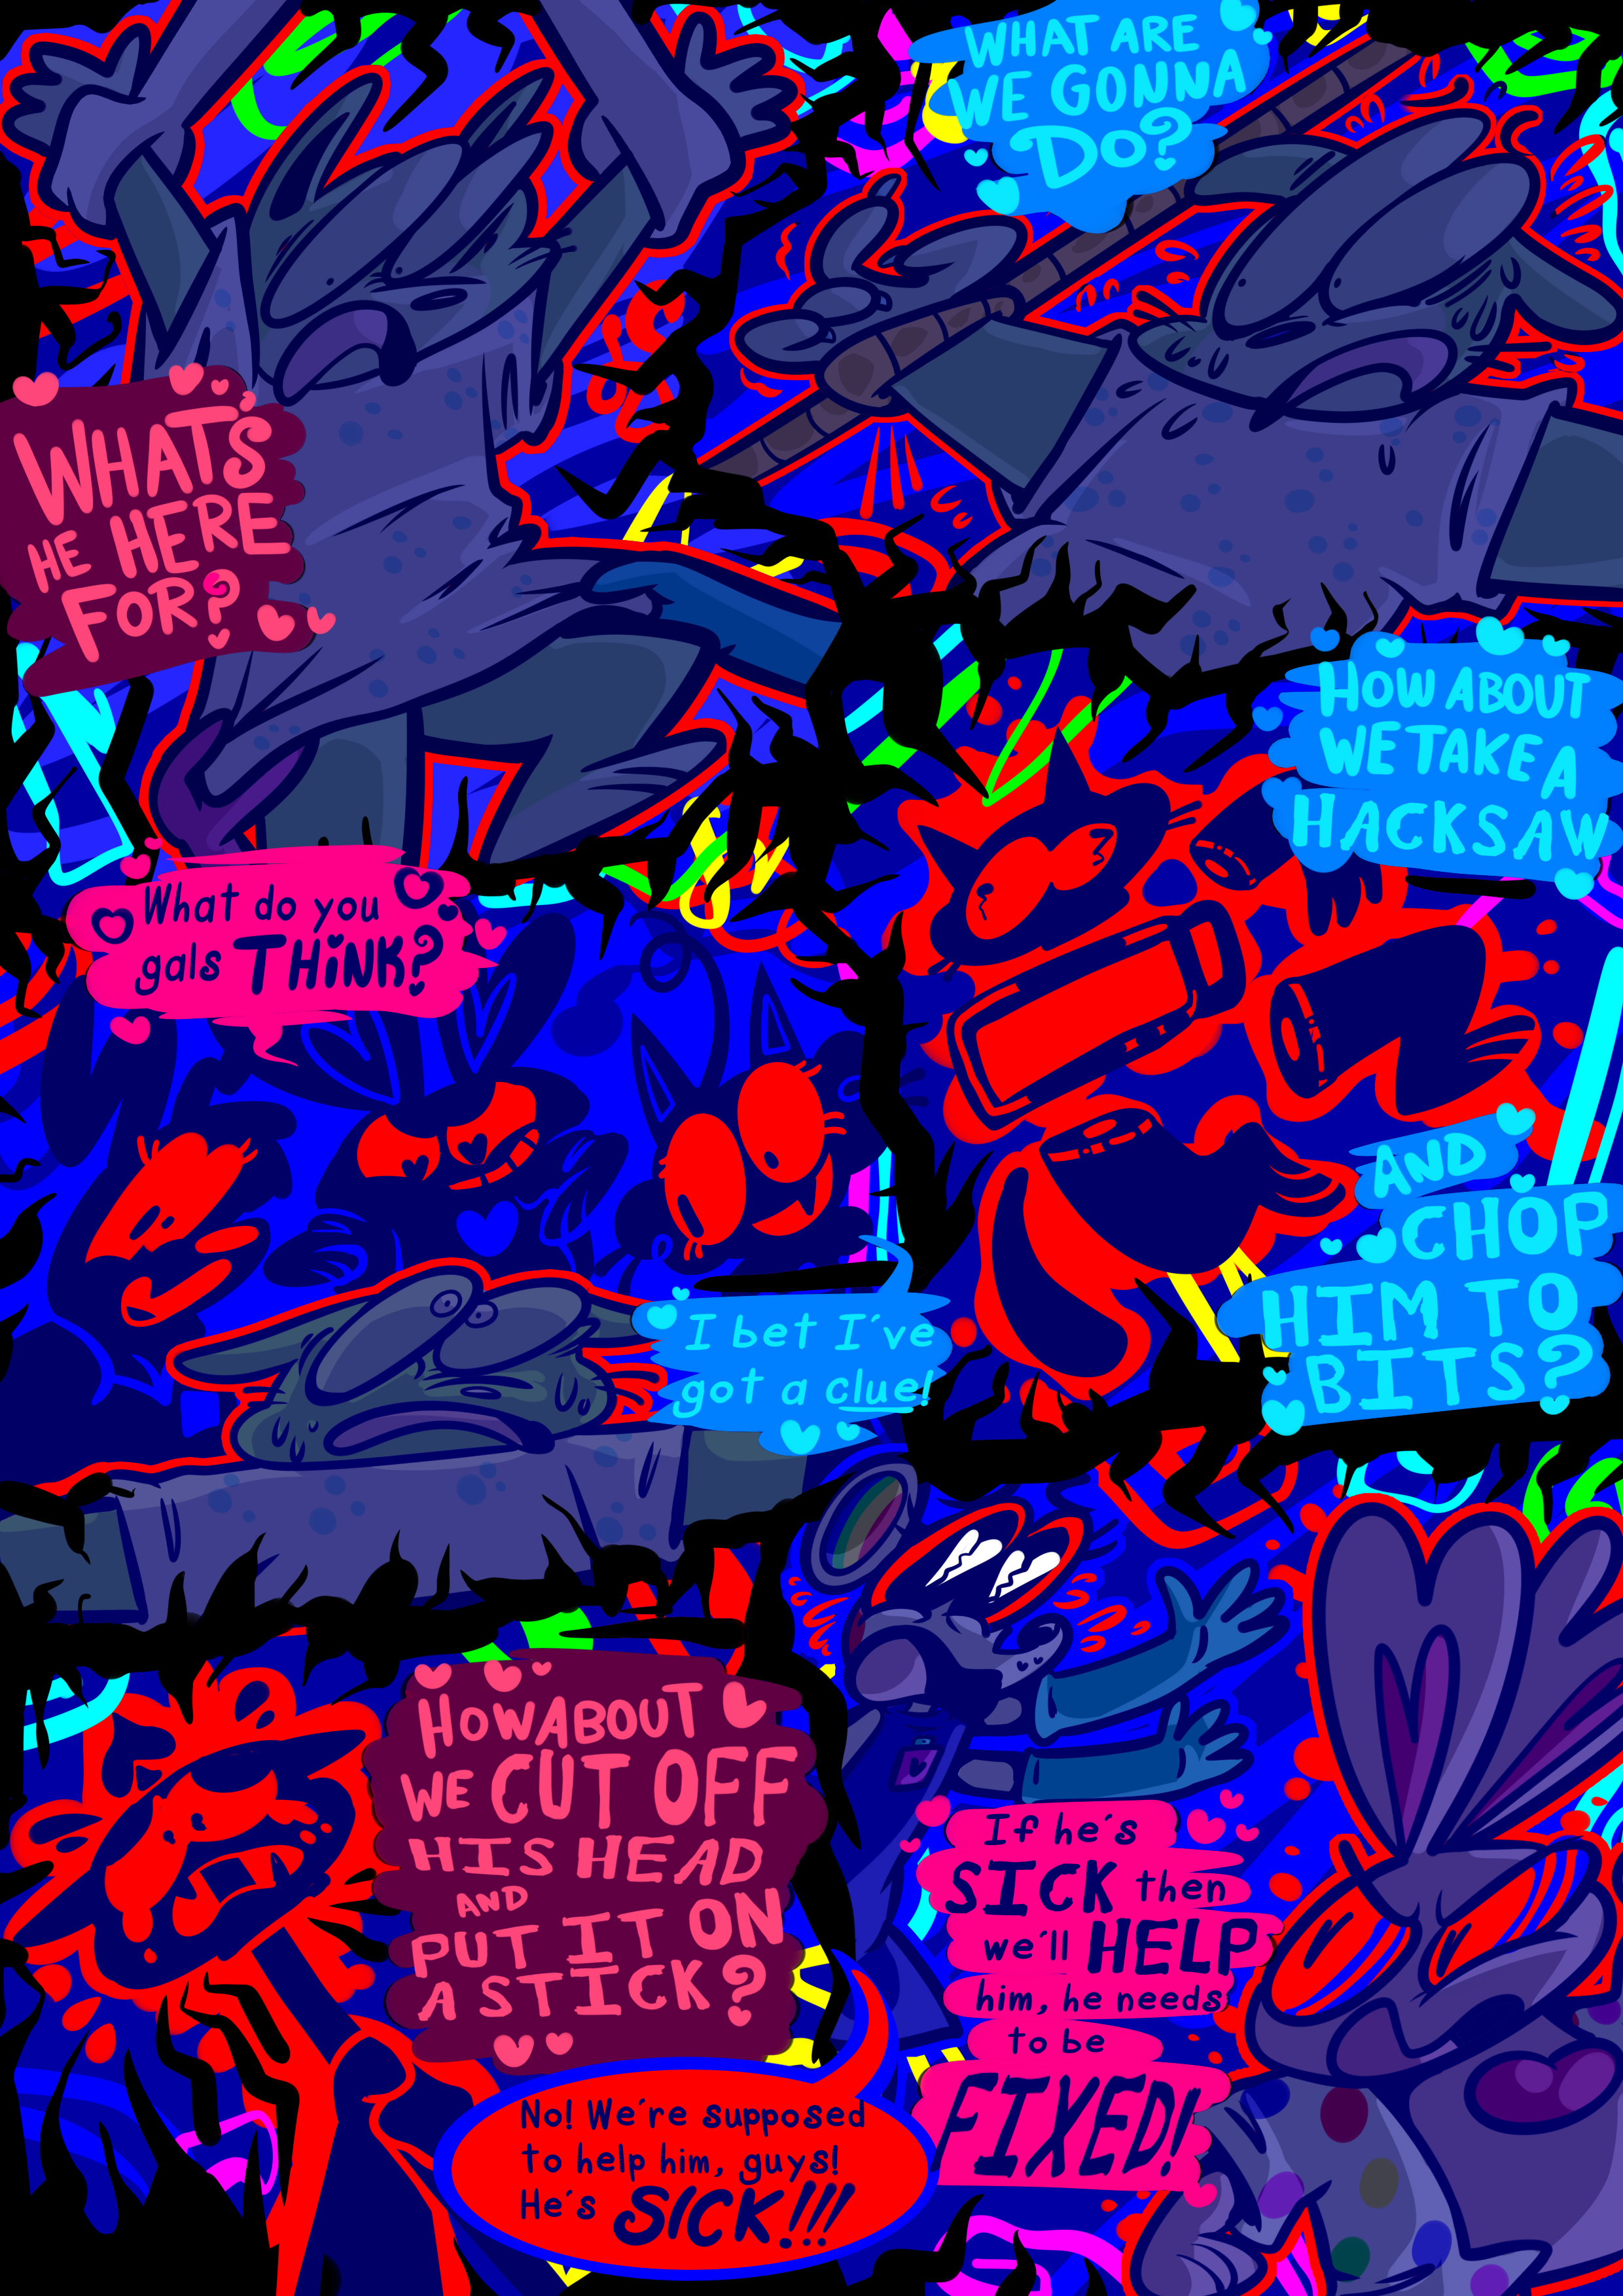 WHAT'S
HE HERE
FOR?
WHAT ARE
WE GONNA
DO?
What do you
gals THiNK?
I bet I've
got a clue!
HOW ABOUT
WE TAKE A
HACKSAW
AND
CHOP
HIM TO
BITS?
HOW ABOUT
WE CUT OFF
HIS HEAD
AND
PUT IT ON
A STICK?
No! We're supposed
to help him, guys!
He's SICK!!!
If he's
SICK then
we'll HELP
him, he needs
to be
FIXED!